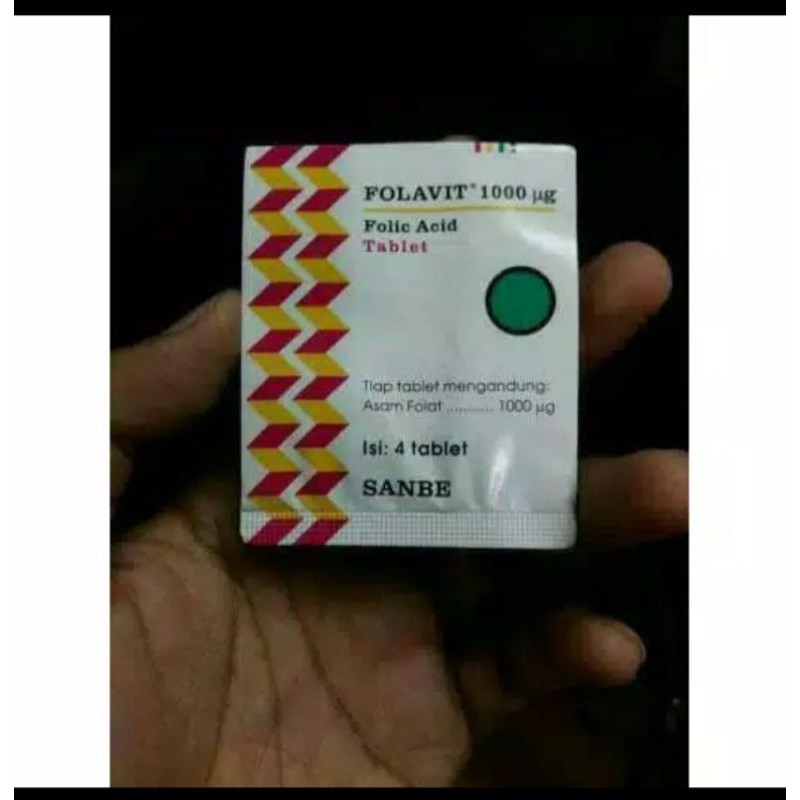 FOLAVIT® 1000 µg
Folic Acid
Tablet
Tiap tablet mengandung:
Asam Folat .......... 1000 µg
Isi: 4 tablet
SANBE